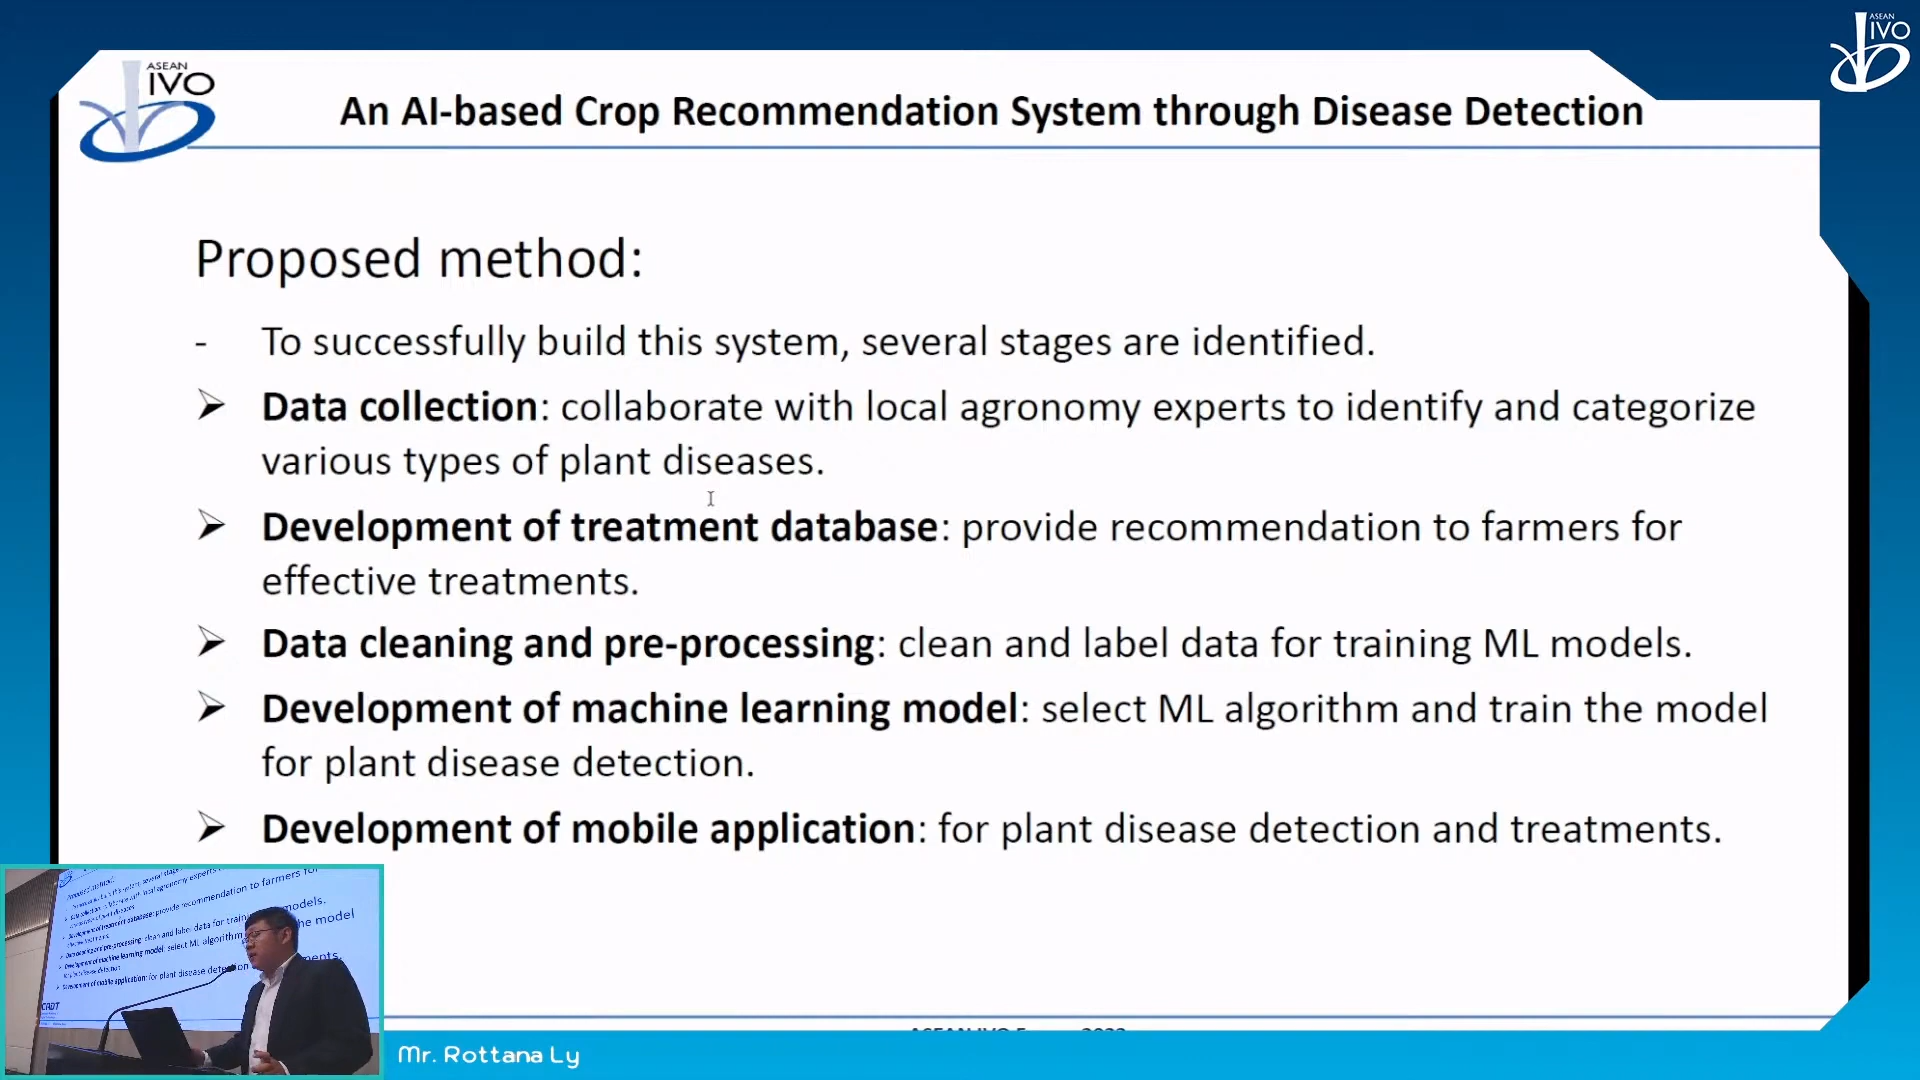 ASEAN
IVO
ASEAN
IVO
An AI-based Crop Recommendation System through Disease Detection
Proposed method:
- To successfully build this system, several stages are identified.
➢ Data collection: collaborate with local agronomy experts to identify and categorize
various types of plant diseases.
➢ Development of treatment database: provide recommendation to farmers for
effective treatments.
➢ Data cleaning and pre-processing: clean and label data for training ML models.
➢ Development of machine learning model: select ML algorithm and train the model
for plant disease detection.
➢ Development of mobile application: for plant disease detection and treatments.
Mr. Rottana Ly